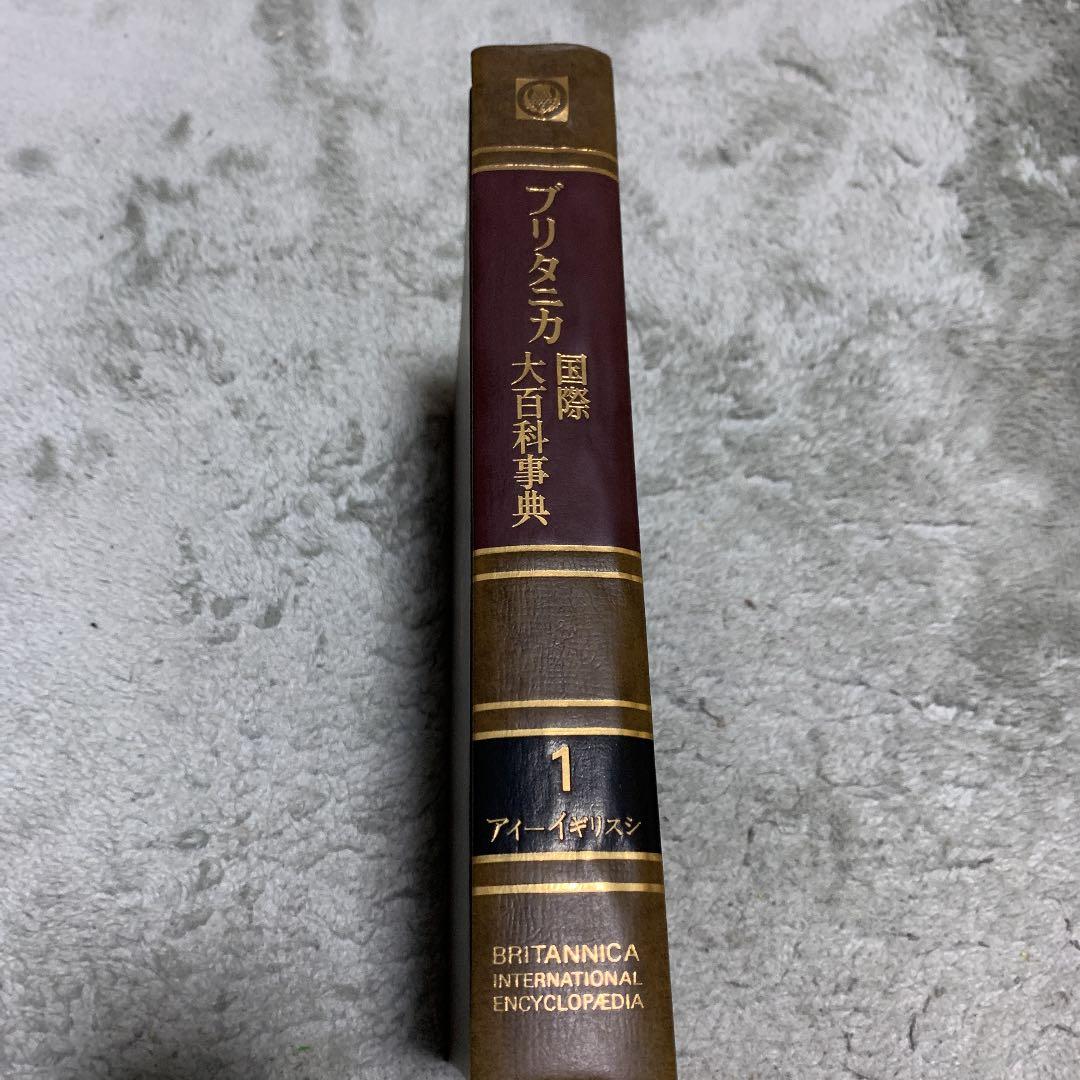 ブリタニカ
国際
大百科事典
1
アイーイギリスシ
BRITANNICA
INTERNATIONAL
ENCYCLOPÆDIA